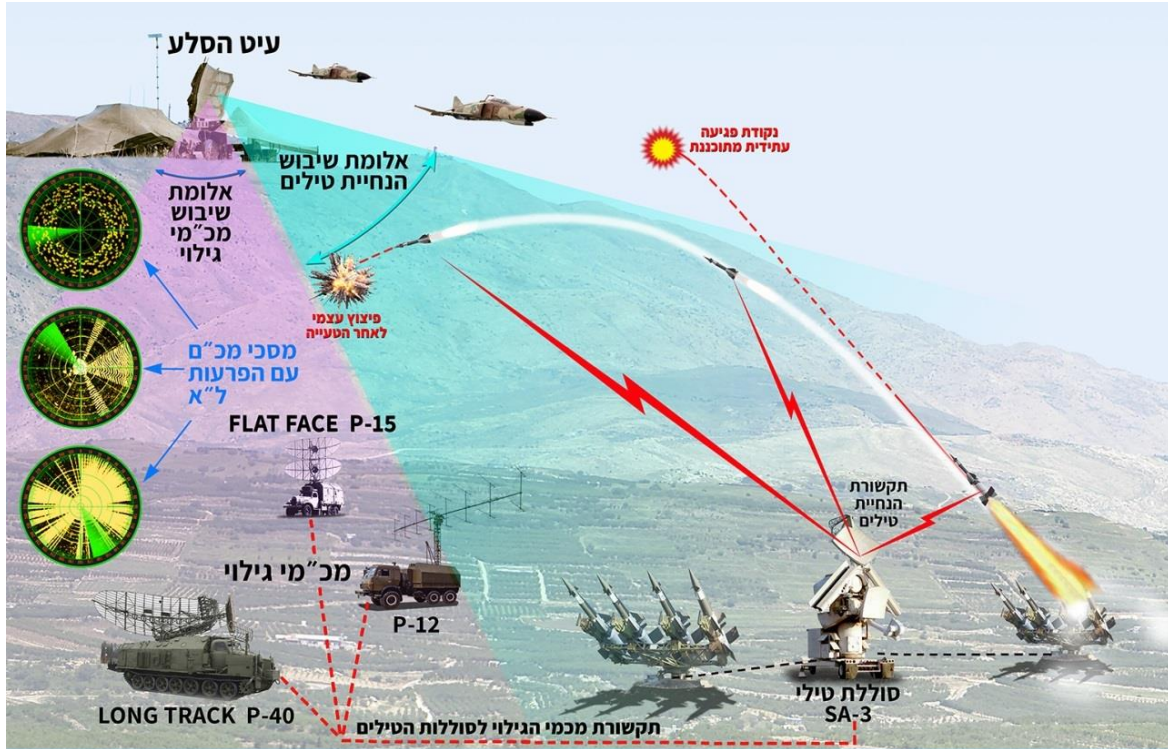 עיט הסלע
נקודת פגיעה
עתידית מתוכננת
אלומת שיבוש
הנחיית טילים
אלומת
שיבוש
מכ״מי
גילוי
פיצוץ עצמי
לאחר הטעייה
מסכי מכ״ם
עם הפרעות
ל״א
FLAT FACE P-15
תקשורת
הנחיית
טילים
מכ״מי גילוי
P-12
סוללת טילי
SA-3
LONG TRACK P-40
תקשורת מכמי הגילוי לסוללות הטילים